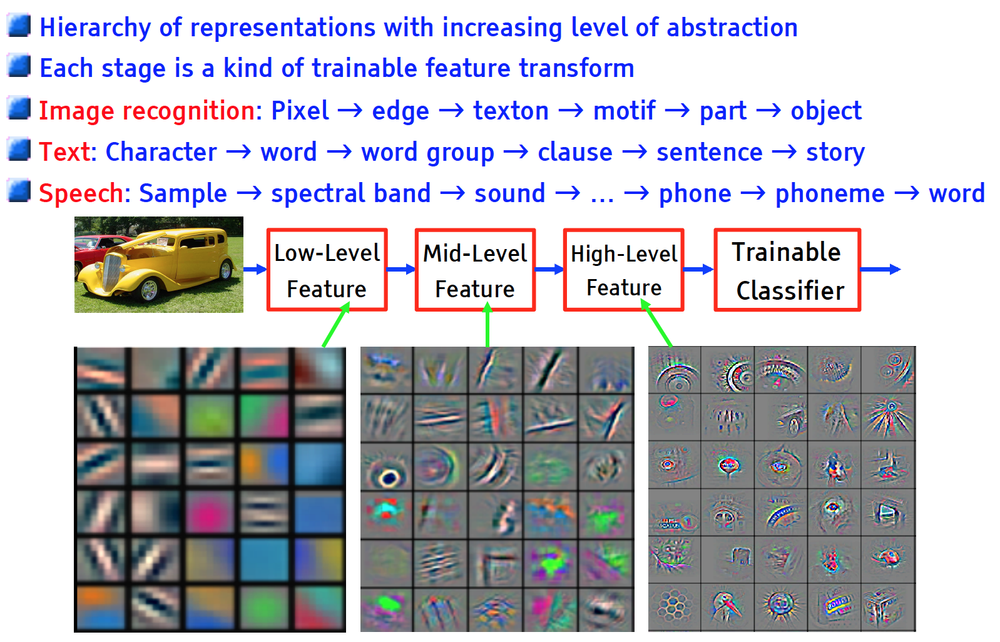 Hierarchy of representations with increasing level of abstraction
Each stage is a kind of trainable feature transform
Image recognition: Pixel → edge → texton → motif → part → object
Text: Character → word → word group → clause → sentence → story
Speech: Sample → spectral band → sound → … → phone → phoneme → word
Low-Level
Feature
Mid-Level
Feature
High-Level
Feature
Trainable
Classifier